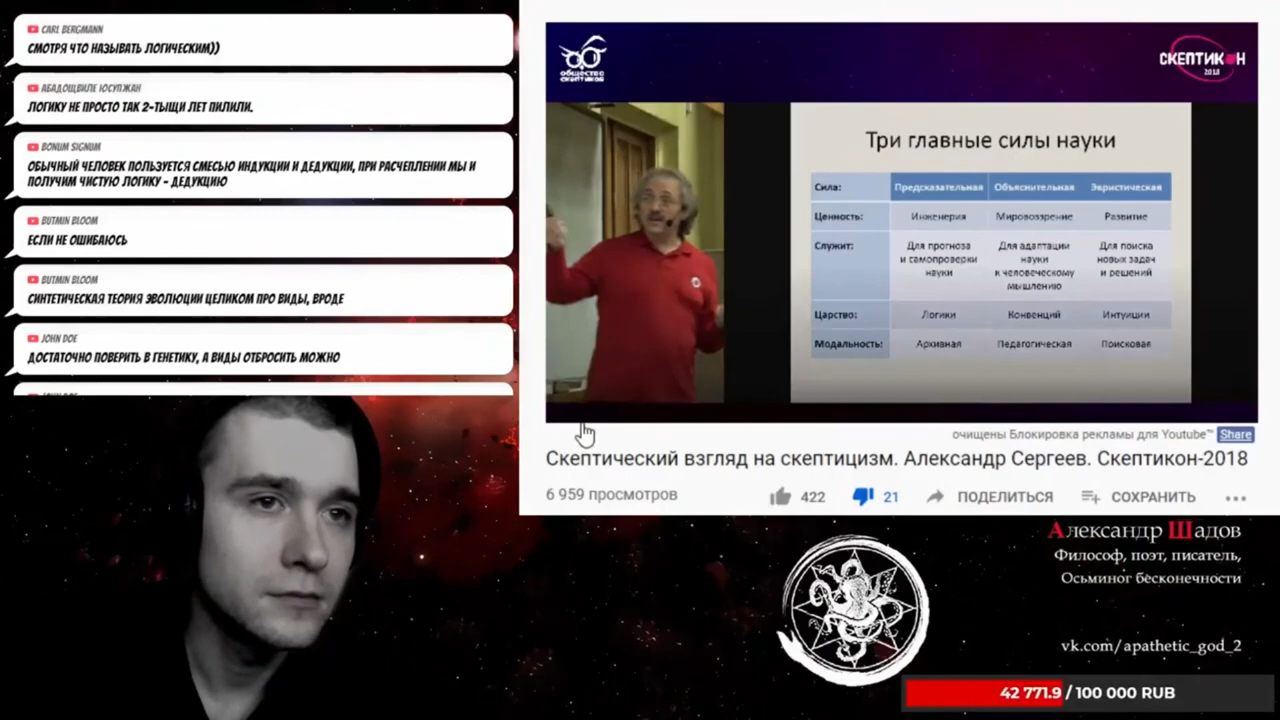 CARL BERGMANN
СМОТРЯ ЧТО НАЗЫВАТЬ ЛОГИЧЕСКИМ))
АБАДОЩВИЛЕ ЮСУПЖАН
ЛОГИКУ НЕ ПРОСТО ТАК 2-ТЫЩИ ЛЕТ ПИЛИЛИ.
BONUM SIGNUM
ОБЫЧНЫЙ ЧЕЛОВЕК ПОЛЬЗУЕТСЯ СМЕСЬЮ ИНДУКЦИИ И ДЕДУКЦИИ, ПРИ РАСЧЕПЛЕНИИ МЫ И
ПОЛУЧИМ ЧИСТУЮ ЛОГИКУ - ДЕДУКЦИЮ
BUTMIN BLOOM
ЕСЛИ НЕ ОШИБАЮСЬ
BUTMIN BLOOM
СИНТЕТИЧЕСКАЯ ТЕОРИЯ ЭВОЛЮЦИИ ЦЕЛИКОМ ПРО ВИДЫ, ВРОДЕ
JOHN DOE
ДОСТАТОЧНО ПОВЕРИТЬ В ГЕНЕТИКУ, А ВИДЫ ОТБРОСИТЬ МОЖНО
общество
скептиков
СКЕПТИКОН
2018
Три главные силы науки
Сила: Предсказательная Объяснительная Эвристическая
Ценность: Инженерия Мировоззрение Развитие
Служит: Для прогноза Для адаптации Для поиска
и самопроверки науки новых задач
науки к человеческому и решений
мышлению
Царство: Логики Конвенций Интуиции
Модальность: Архивная Педагогическая Поисковая
очищены Блокировка рекламы для Youtube™ Share
Скептический взгляд на скептицизм. Александр Сергеев. Скептикон-2018
6 959 просмотров 422 21 ПОДЕЛИТЬСЯ СОХРАНИТЬ
Александр Шадов
Философ, поэт, писатель,
Осьминог бесконечности
vk.com/apathetic_god_2
42 771.9 / 100 000 RUB